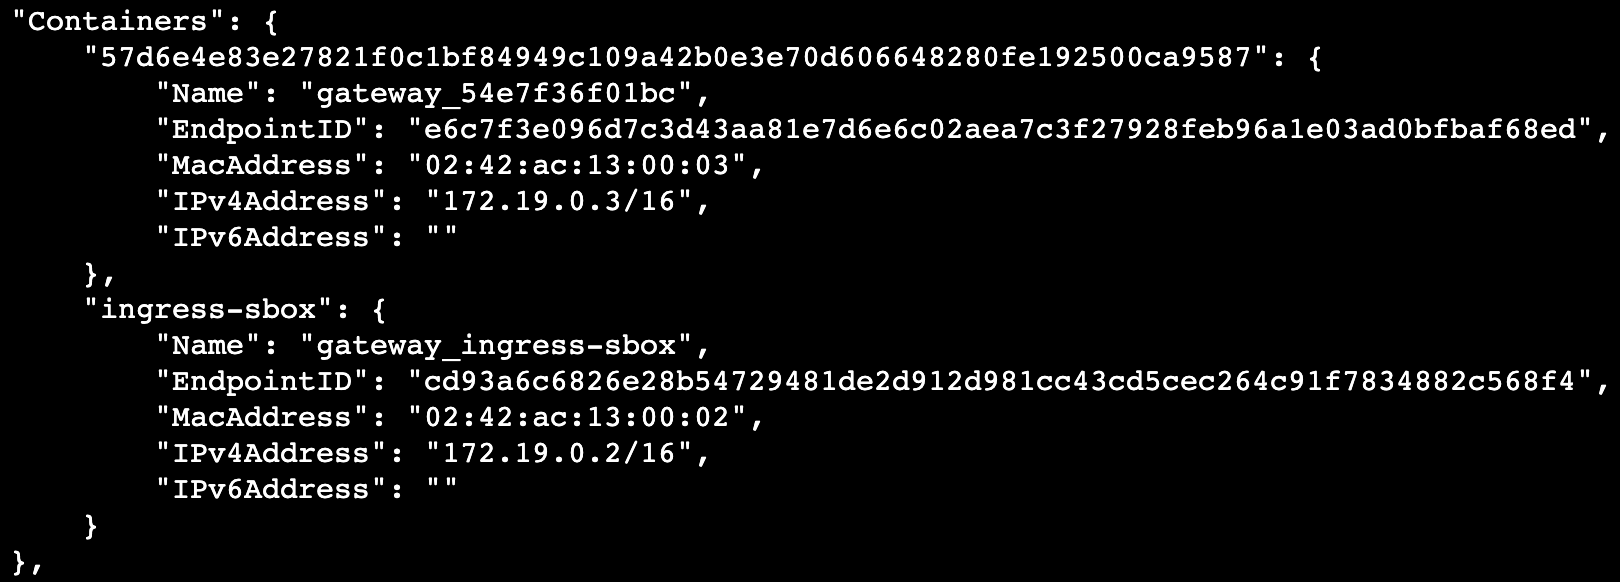 "Containers": {
    "57d6e4e83e27821f0c1bf84949c109a42b0e3e70d606648280fe192500ca9587": {
        "Name": "gateway_54e7f36f01bc",
        "EndpointID": "e6c7f3e096d7c3d43aa81e7d6e6c02aea7c3f27928feb96a1e03ad0bfbaf68ed",
        "MacAddress": "02:42:ac:13:00:03",
        "IPv4Address": "172.19.0.3/16",
        "IPv6Address": ""
    },
    "ingress-sbox": {
        "Name": "gateway_ingress-sbox",
        "EndpointID": "cd93a6c6826e28b54729481de2d912d981cc43cd5cec264c91f7834882c568f4",
        "MacAddress": "02:42:ac:13:00:02",
        "IPv4Address": "172.19.0.2/16",
        "IPv6Address": ""
    }
},